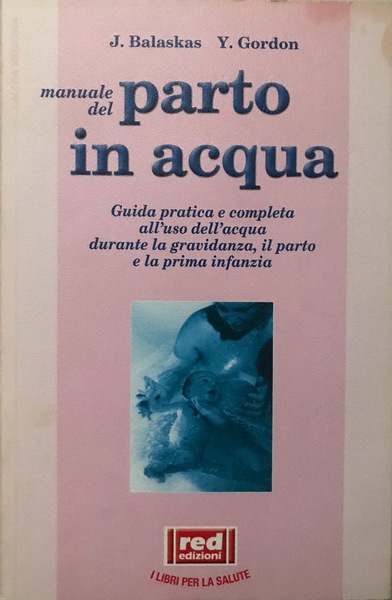 J. Balaskas Y. Gordon
manuale del parto
in acqua
Guida pratica e completa
all'uso dell'acqua
durante la gravidanza, il parto
e la prima infanzia
red
edizioni
I LIBRI PER LA SALUTE